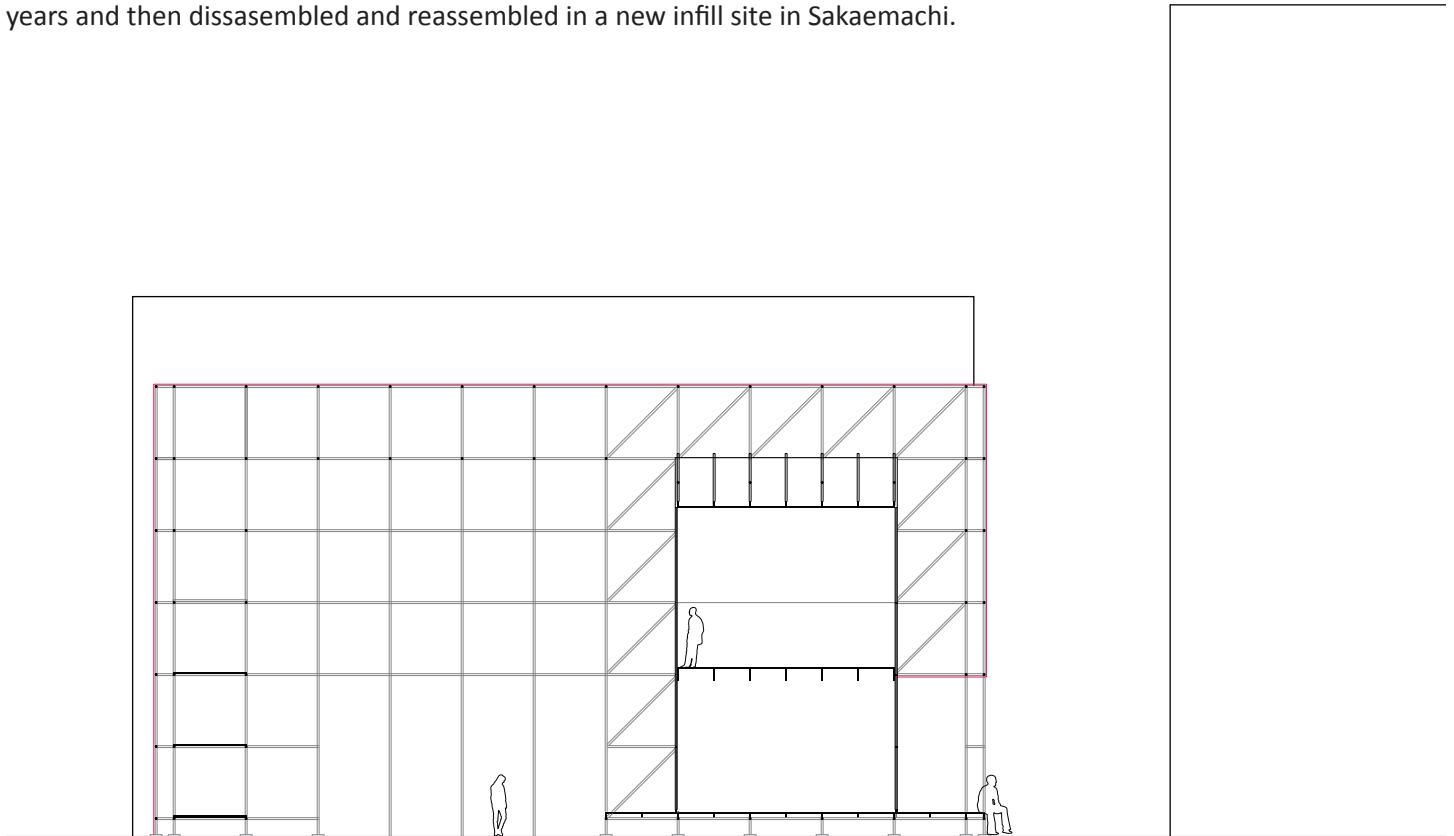 years and then dissasembled and reassembled in a new infill site in Sakaemachi.